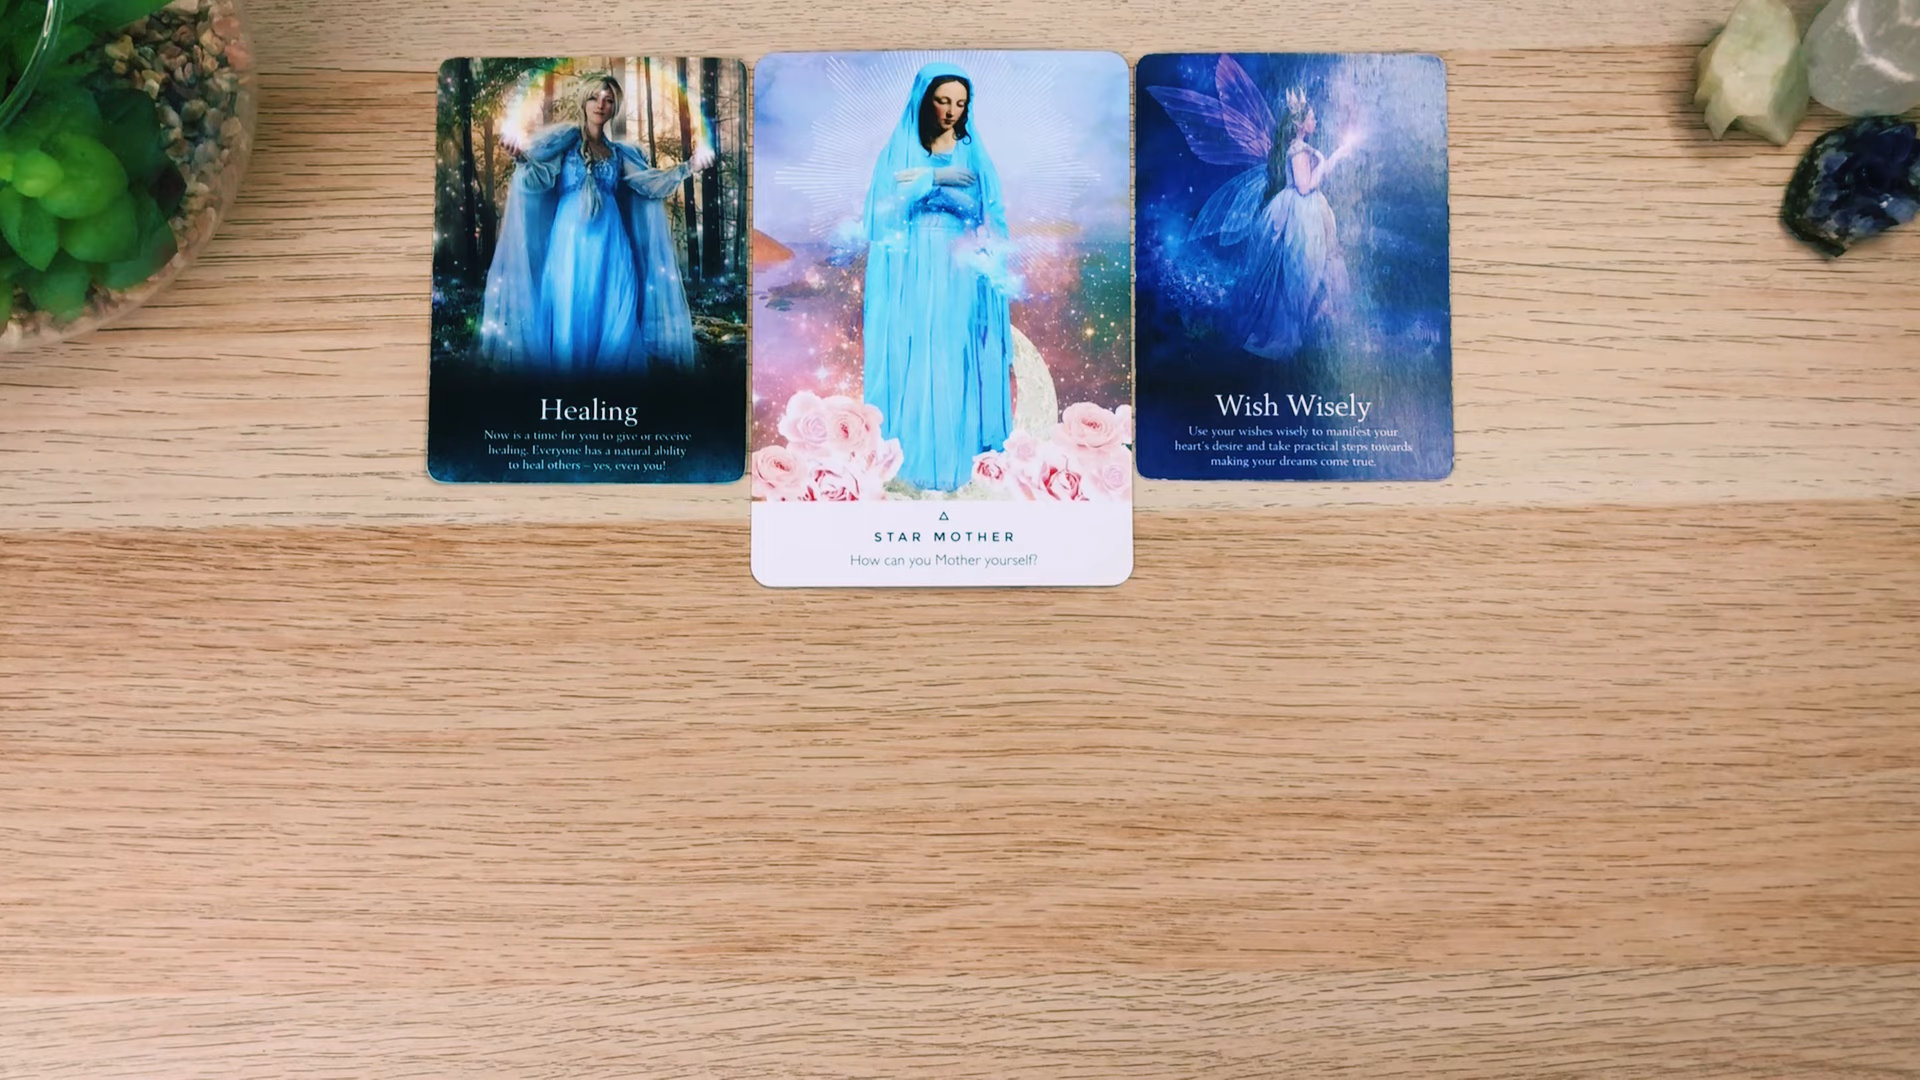 Healing
Now is a time for you to give or receive
healing. Everyone has a natural ability
to heal others – yes, even you!
STAR MOTHER
How can you Mother yourself?
Wish Wisely
Use your wishes wisely to manifest your
heart's desire and take practical steps towards
making your dreams come true.